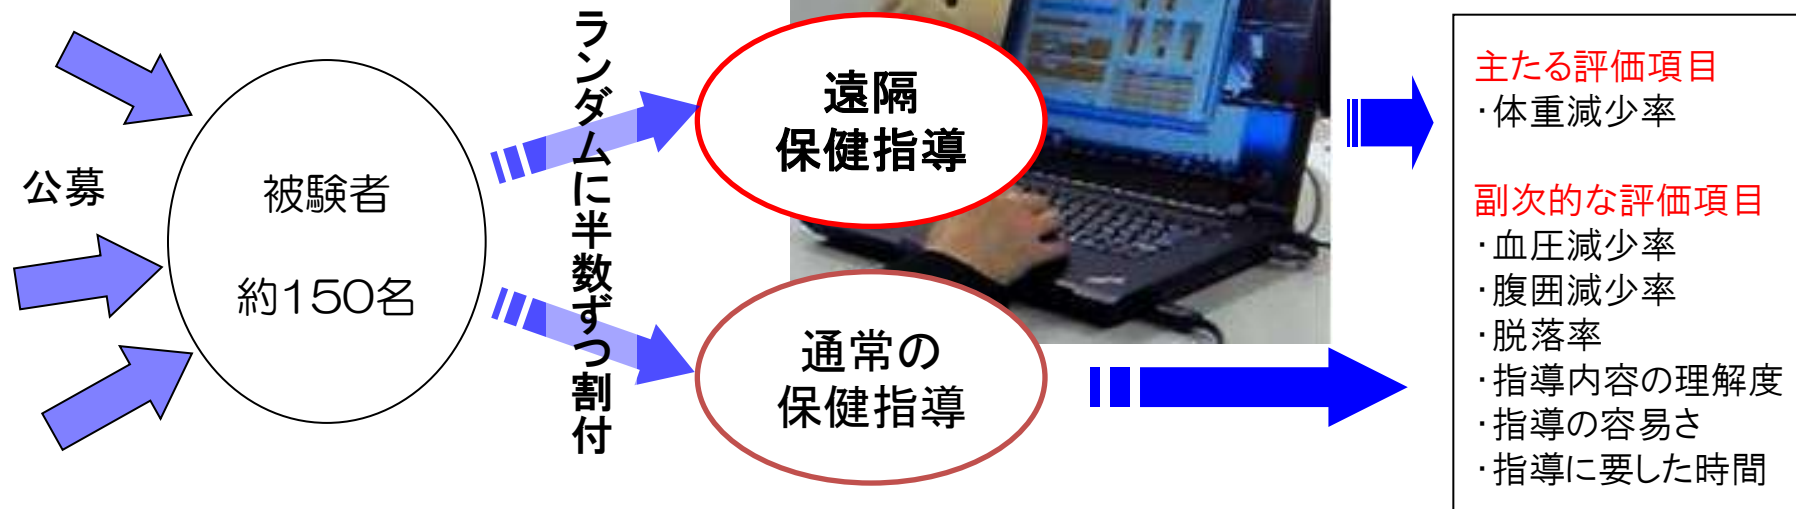 公募
被験者
約150名
ランダムに半数ずつ割付
遠隔
保健指導
通常の
保健指導
主たる評価項目
・体重減少率
副次的な評価項目
・血圧減少率
・腹囲減少率
・脱落率
・指導内容の理解度
・指導の容易さ
・指導に要した時間